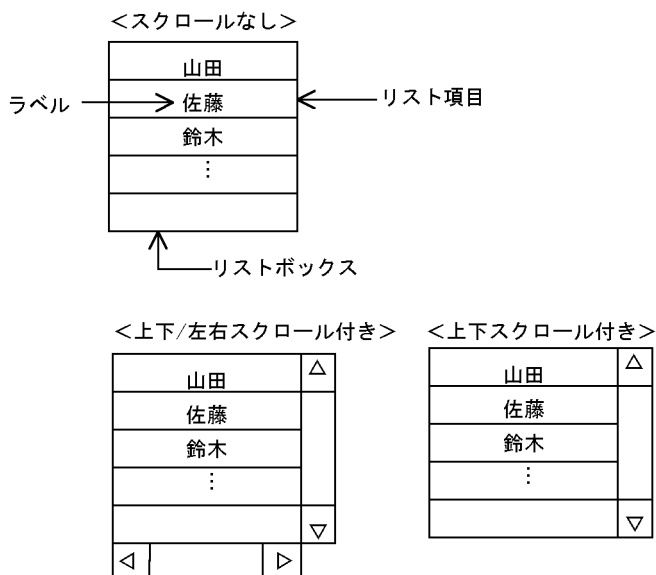 ＜スクロールなし＞
山田
ラベル
佐藤
リスト項目
鈴木
⋮
リストボックス
＜上下/左右スクロール付き＞
＜上下スクロール付き＞
山田
佐藤
鈴木
⋮
山田
佐藤
鈴木
⋮